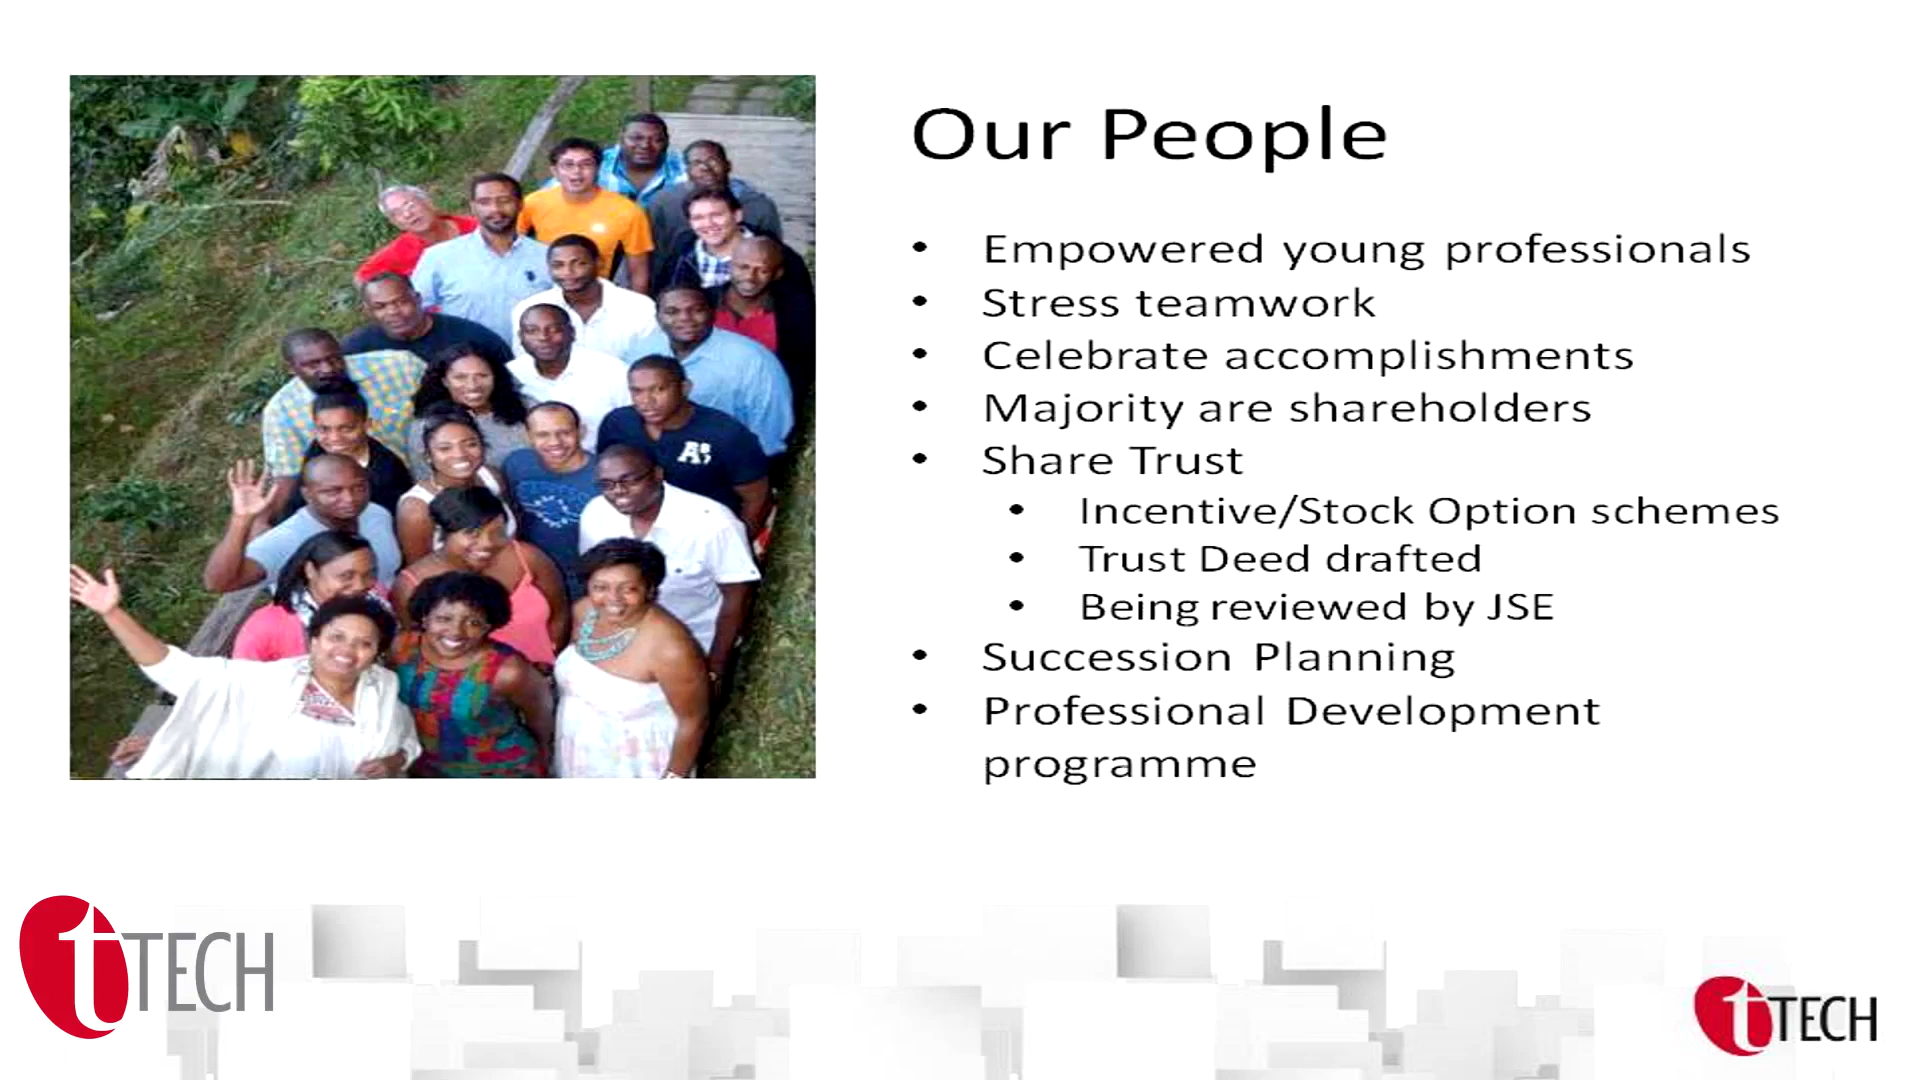 Our People
• Empowered young professionals
• Stress teamwork
• Celebrate accomplishments
• Majority are shareholders
• Share Trust
• Incentive/Stock Option schemes
• Trust Deed drafted
• Being reviewed by JSE
• Succession Planning
• Professional Development
programme
tTECH
tTECH